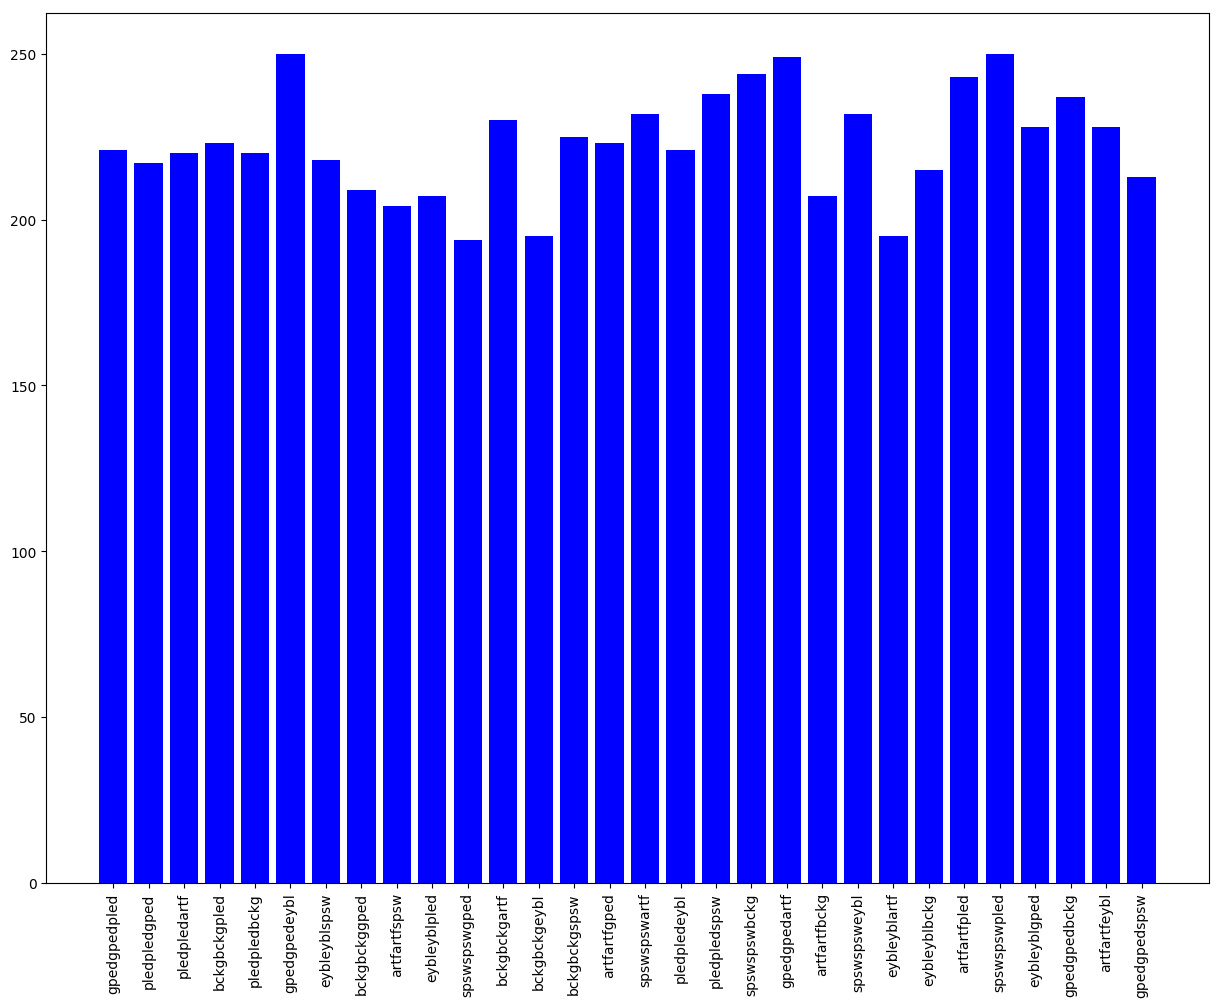 250
200
150
100
50
0
gpedgpedpled
pledpledgped
pledpledartf
bckgbckgpled
pledpledbckg
gpedgpedeybl
eybleyblspsw
bckgbckggped
artfartfspsw
eybleyblpled
spswspswgped
bckgbckgartf
bckgbckgeybl
bckgbckgspsw
artfartfgped
spswspswartf
pledpledeybl
pledpledspsw
spswspswbckg
gpedgpedartf
artfartfbckg
spswspsweybl
eybleyblartf
eybleyblbckg
artfartfpled
spswspswpled
eybleyblgped
gpedgpedbckg
artfartfeybl
gpedgpedspsw